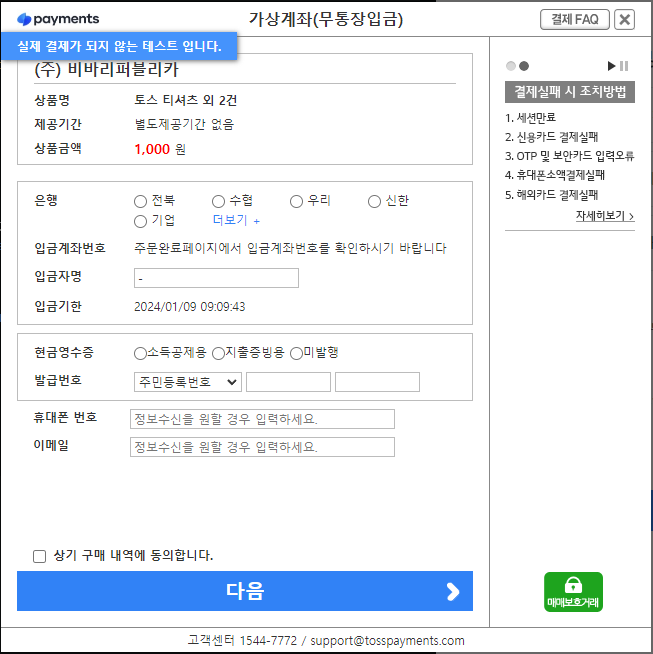 payments
가상계좌(무통장입금)
결제 FAQ
실제 결제가 되지 않는 테스트 입니다.
(주) 비바리퍼블리카
상품명 토스 티셔츠 외 2건
제공기간 별도제공기간 없음
상품금액 1,000 원
은행 전북 수협 우리 신한
기업 더보기 +
입금계좌번호 주문완료페이지에서 입금계좌번호를 확인하시기 바랍니다
입금자명 -
입금기한 2024/01/09 09:09:43
현금영수증 소득공제용 지출증빙용 미발행
발급번호 주민등록번호
휴대폰 번호 정보수신을 원할 경우 입력하세요.
이메일 정보수신을 원할 경우 입력하세요.
상기 구매 내역에 동의합니다.
다음
결제실패 시 조치방법
1. 세션만료
2. 신용카드 결제실패
3. OTP 및 보안카드 입력오류
4. 휴대폰소액결제실패
5. 해외카드 결제실패
자세히보기 >
매매보호거래
고객센터 1544-7772 / support@tosspayments.com